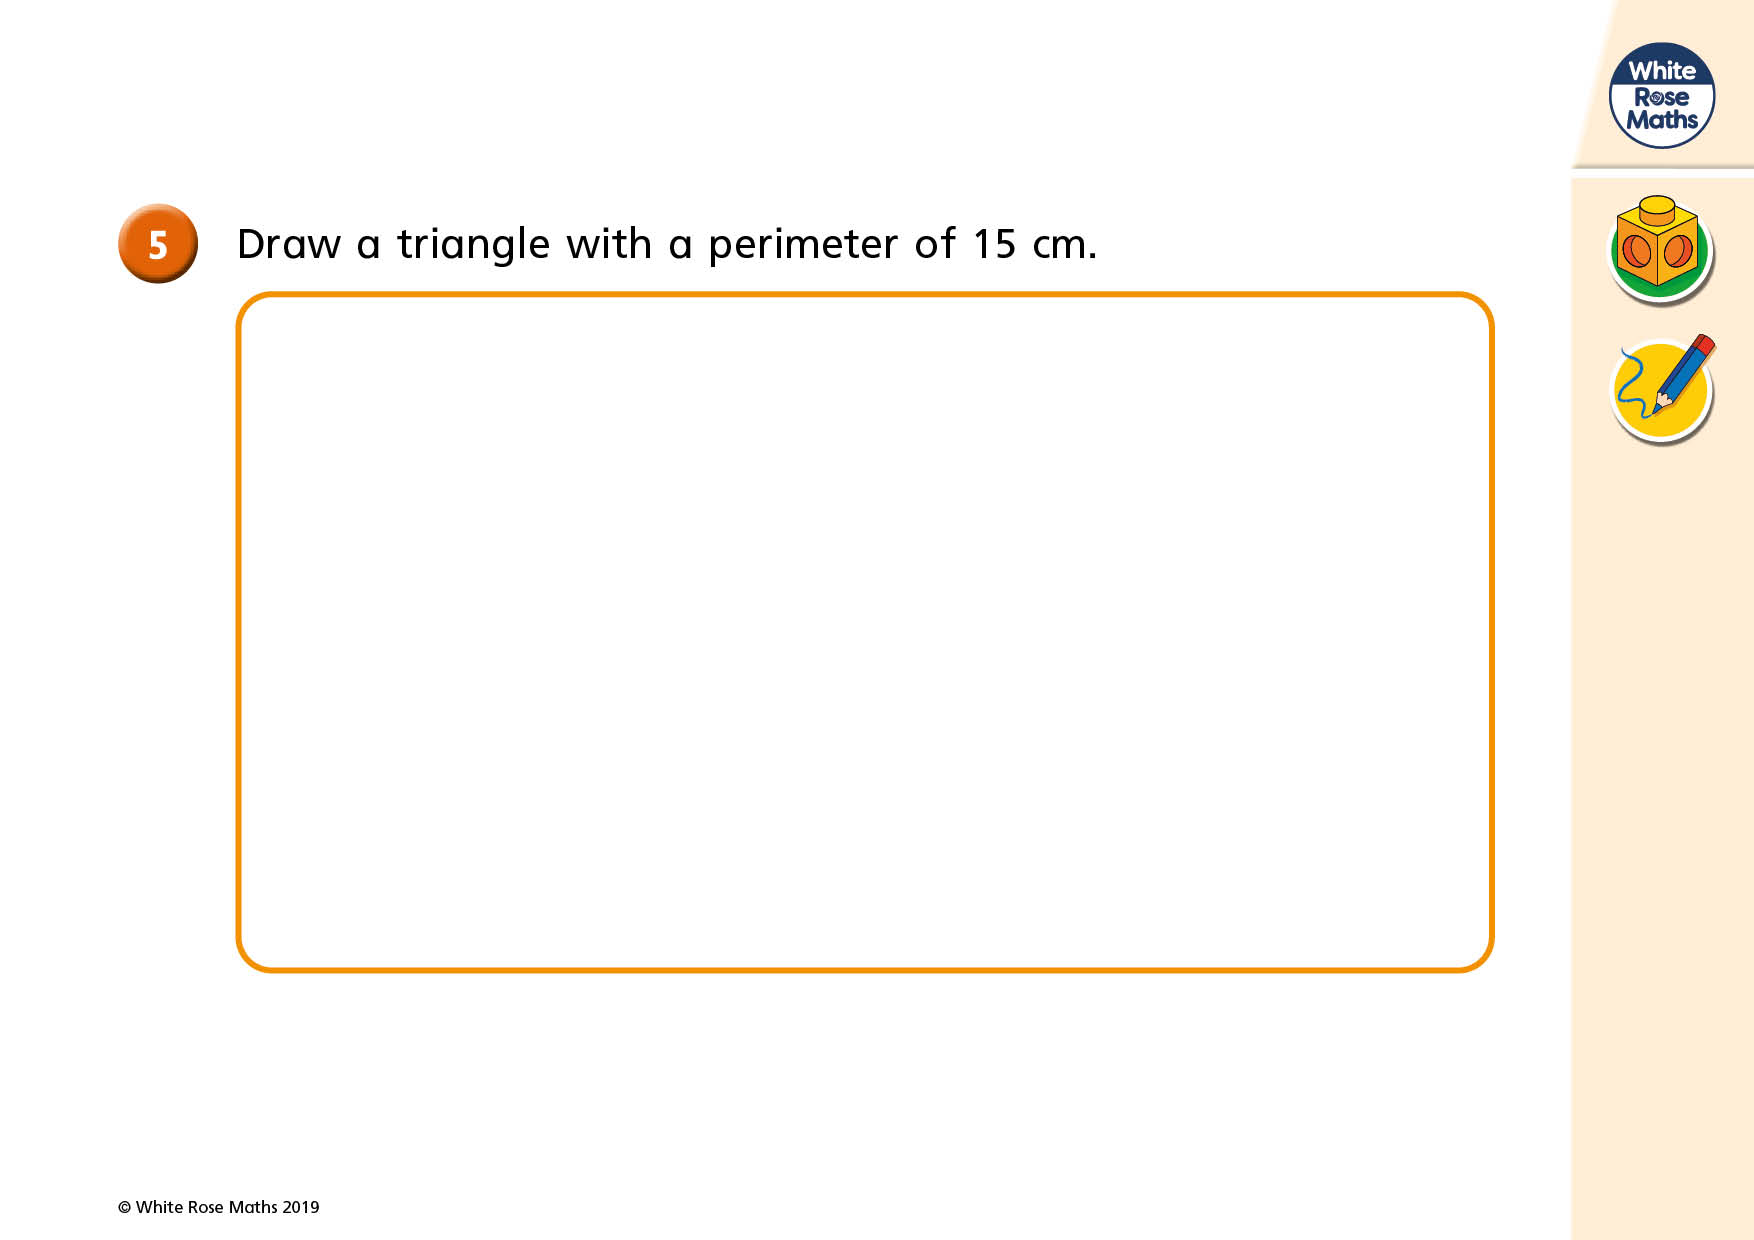 White
Rose
Maths
5
Draw a triangle with a perimeter of 15 cm.
© White Rose Maths 2019